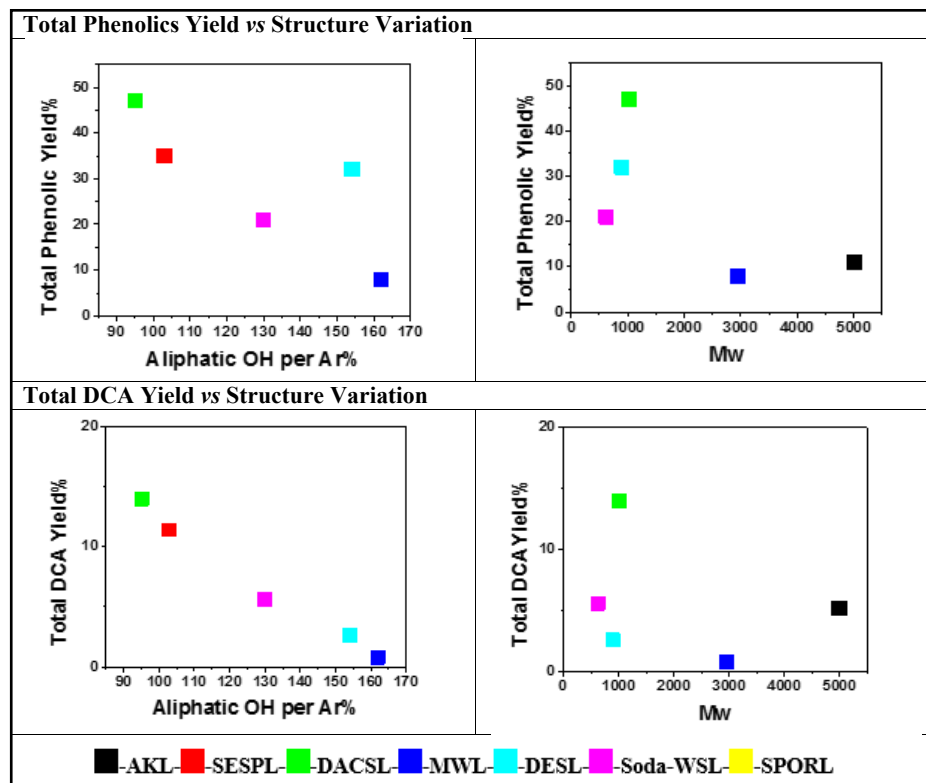 Total Phenolics Yield vs Structure Variation
Total Phenolic Yield%
50
40
30
20
10
0
90 100 110 120 130 140 150 160 170
Aliphatic OH per Ar%
Total Phenolic Yield%
50
40
30
20
10
0
0 1000 2000 3000 4000 5000
Mw
Total DCA Yield vs Structure Variation
Total DCA Yield%
20
10
0
90 100 110 120 130 140 150 160 170
Aliphatic OH per Ar%
Total DCA Yield%
20
10
0
0 1000 2000 3000 4000 5000
Mw
-AKL- -SESPL- -DACSL- -MWL- -DESL- -Soda-WSL- -SPORL